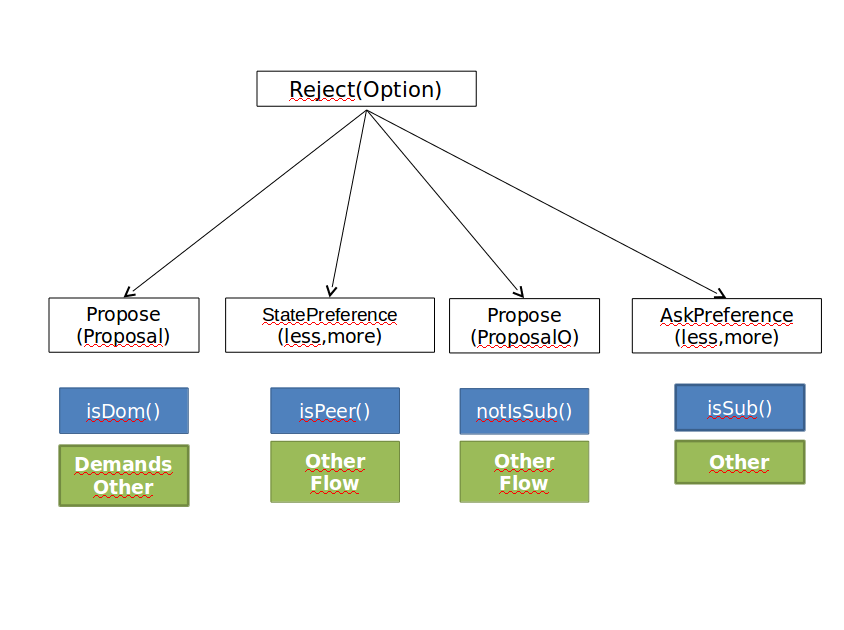 Reject(Option)
Propose
(Proposal)
StatePreference
(less,more)
Propose
(ProposalO)
AskPreference
(less,more)
isDom()
isPeer()
notIsSub()
isSub()
Demands
Other
Other
Flow
Other
Flow
Other